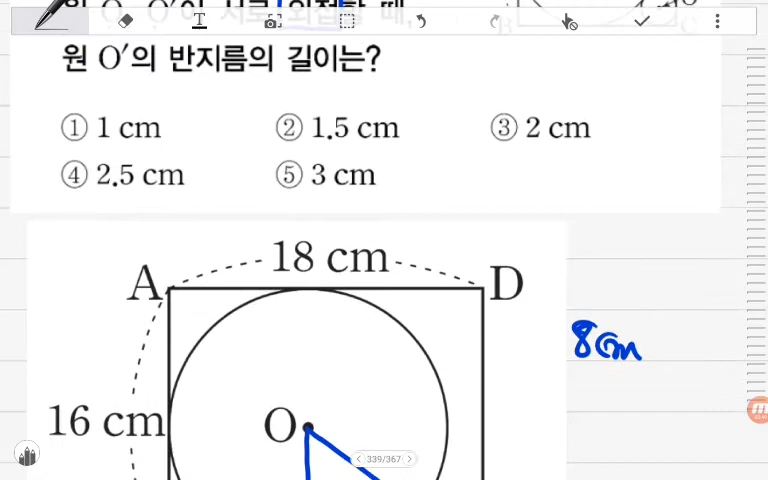 원 O′의 반지름의 길이는?
① 1 cm ② 1.5 cm ③ 2 cm
④ 2.5 cm ⑤ 3 cm
18 cm
A D
8cm
16 cm O
339/367